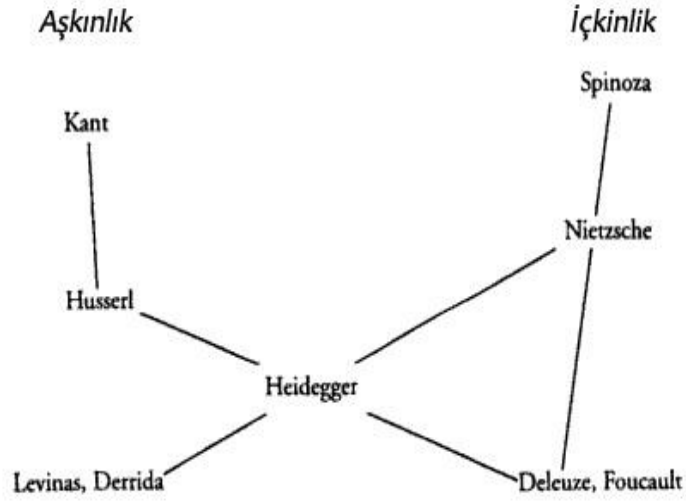 Aşkınlık
İçkinlik
Spinoza
Kant
Nietzsche
Husserl
Heidegger
Levinas, Derrida
Deleuze, Foucault